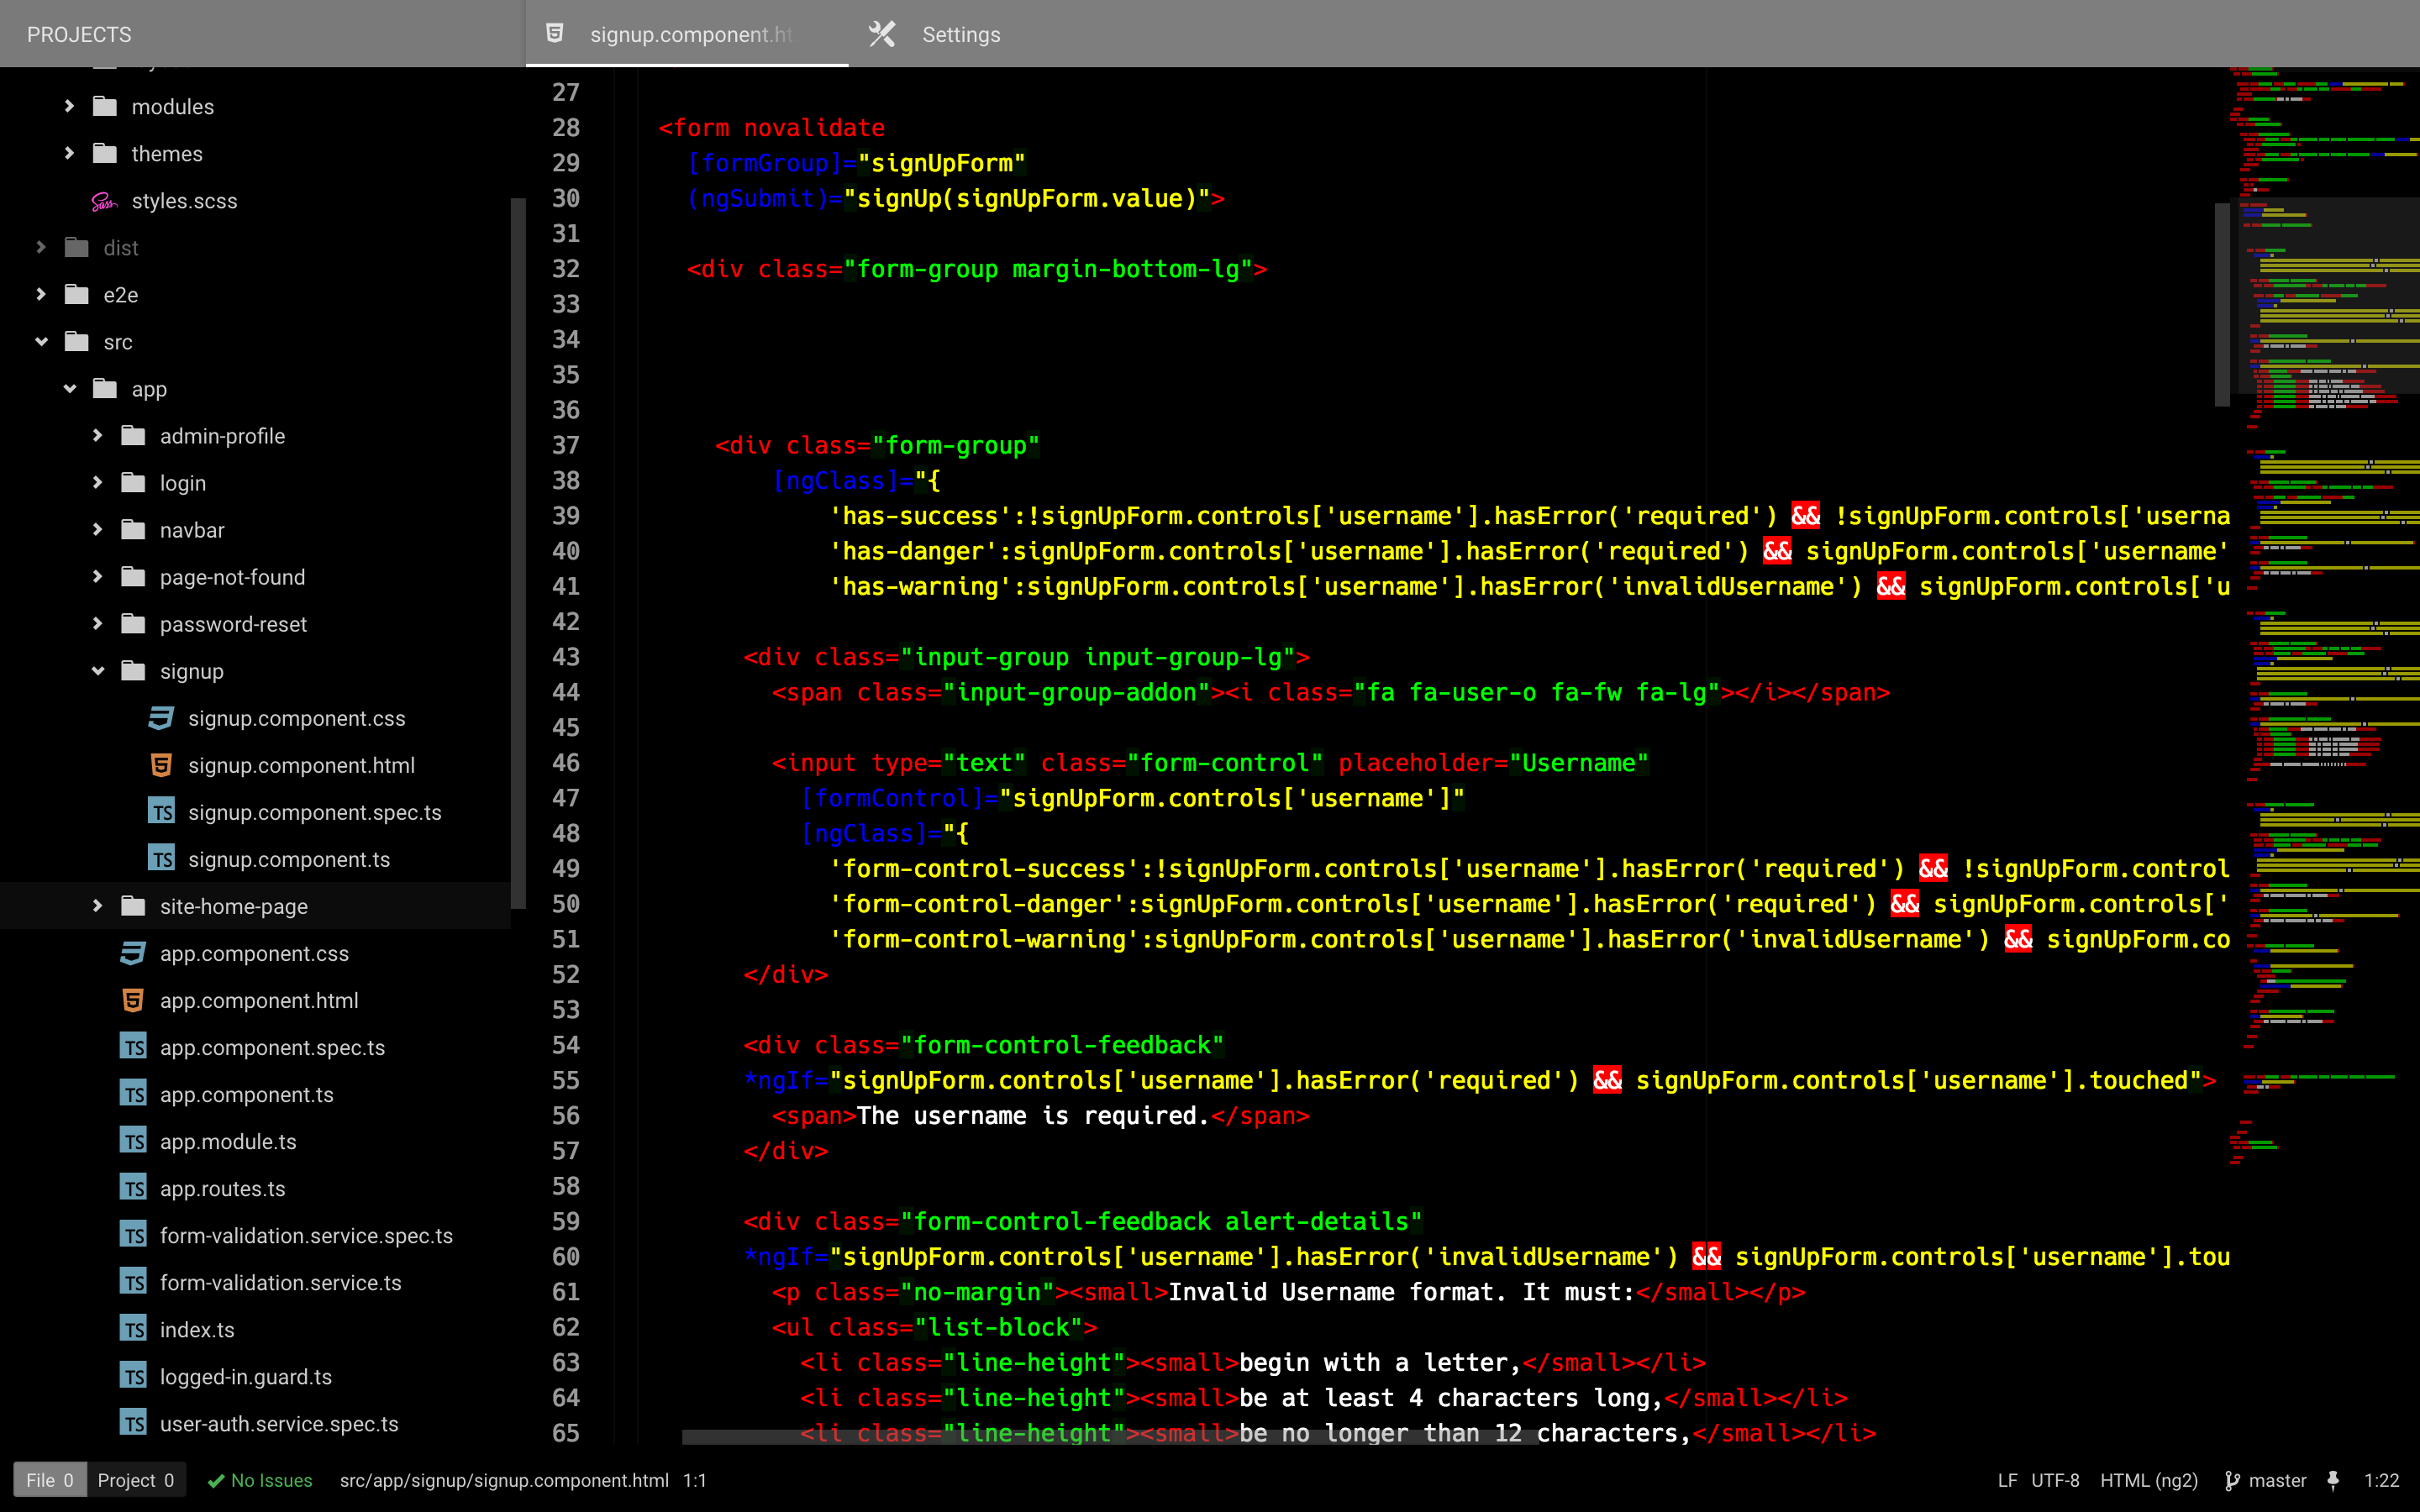 PROJECTS
signup.component.ht
Settings
modules
themes
styles.scss
dist
e2e
src
app
admin-profile
login
navbar
page-not-found
password-reset
signup
signup.component.css
signup.component.html
TS signup.component.spec.ts
TS signup.component.ts
site-home-page
app.component.css
app.component.html
TS app.component.spec.ts
TS app.component.ts
TS app.module.ts
TS app.routes.ts
TS form-validation.service.spec.ts
TS form-validation.service.ts
TS index.ts
TS logged-in.guard.ts
TS user-auth.service.spec.ts
27
28 <form novalidate
29 [formGroup]="signUpForm"
30 (ngSubmit)="signUp(signUpForm.value)">
31
32 <div class="form-group margin-bottom-lg">
33
34
35
36
37 <div class="form-group"
38 [ngClass]="{
39 'has-success':!signUpForm.controls['username'].hasError('required') && !signUpForm.controls['userna
40 'has-danger':signUpForm.controls['username'].hasError('required') && signUpForm.controls['username'
41 'has-warning':signUpForm.controls['username'].hasError('invalidUsername') && signUpForm.controls['u
42
43 <div class="input-group input-group-lg">
44 <span class="input-group-addon"><i class="fa fa-user-o fa-fw fa-lg"></i></span>
45
46 <input type="text" class="form-control" placeholder="Username"
47 [formControl]="signUpForm.controls['username']"
48 [ngClass]="{
49 'form-control-success':!signUpForm.controls['username'].hasError('required') && !signUpForm.control
50 'form-control-danger':signUpForm.controls['username'].hasError('required') && signUpForm.controls['
51 'form-control-warning':signUpForm.controls['username'].hasError('invalidUsername') && signUpForm.co
52 </div>
53
54 <div class="form-control-feedback"
55 *ngIf="signUpForm.controls['username'].hasError('required') && signUpForm.controls['username'].touched">
56 <span>The username is required.</span>
57 </div>
58
59 <div class="form-control-feedback alert-details"
60 *ngIf="signUpForm.controls['username'].hasError('invalidUsername') && signUpForm.controls['username'].tou
61 <p class="no-margin"><small>Invalid Username format. It must:</small></p>
62 <ul class="list-block">
63 <li class="line-height"><small>begin with a letter,</small></li>
64 <li class="line-height"><small>be at least 4 characters long,</small></li>
65 <li class="line-height"><small>be no longer than 12 characters,</small></li>
File 0 Project 0 No Issues src/app/signup/signup.component.html 1:1 LF UTF-8 HTML (ng2) master 1:22